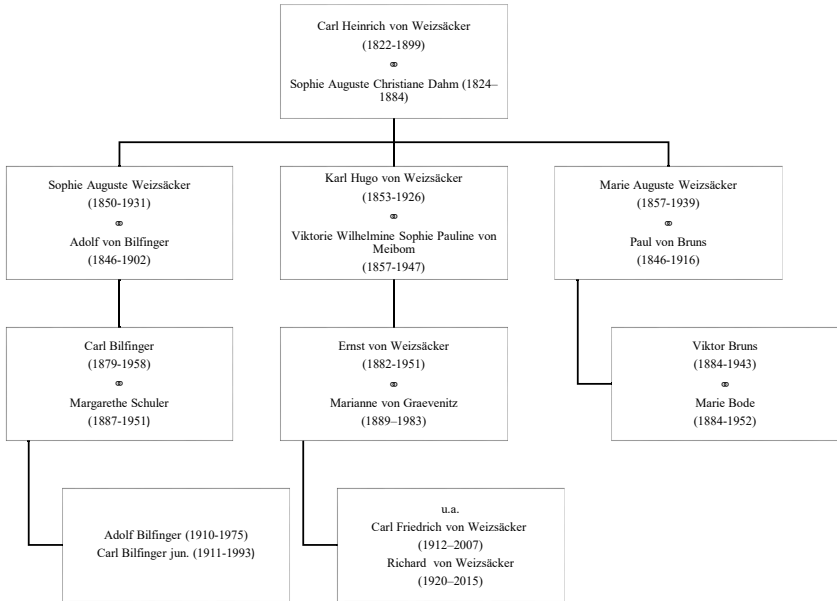 Carl Heinrich von Weizsäcker
(1822-1899)
⚭
Sophie Auguste Christiane Dahm (1824–
1884)
Sophie Auguste Weizsäcker
(1850-1931)
⚭
Adolf von Bilfinger
(1846-1902)
Karl Hugo von Weizsäcker
(1853-1926)
⚭
Viktorie Wilhelmine Sophie Pauline von
Meibom
(1857-1947)
Marie Auguste Weizsäcker
(1857-1939)
⚭
Paul von Bruns
(1846-1916)
Carl Bilfinger
(1879-1958)
⚭
Margarethe Schuler
(1887-1951)
Ernst von Weizsäcker
(1882-1951)
⚭
Marianne von Graevenitz
(1889–1983)
Viktor Bruns
(1884-1943)
⚭
Marie Bode
(1884-1952)
Adolf Bilfinger (1910-1975)
Carl Bilfinger jun. (1911-1993)
u.a.
Carl Friedrich von Weizsäcker
(1912–2007)
Richard von Weizsäcker
(1920–2015)